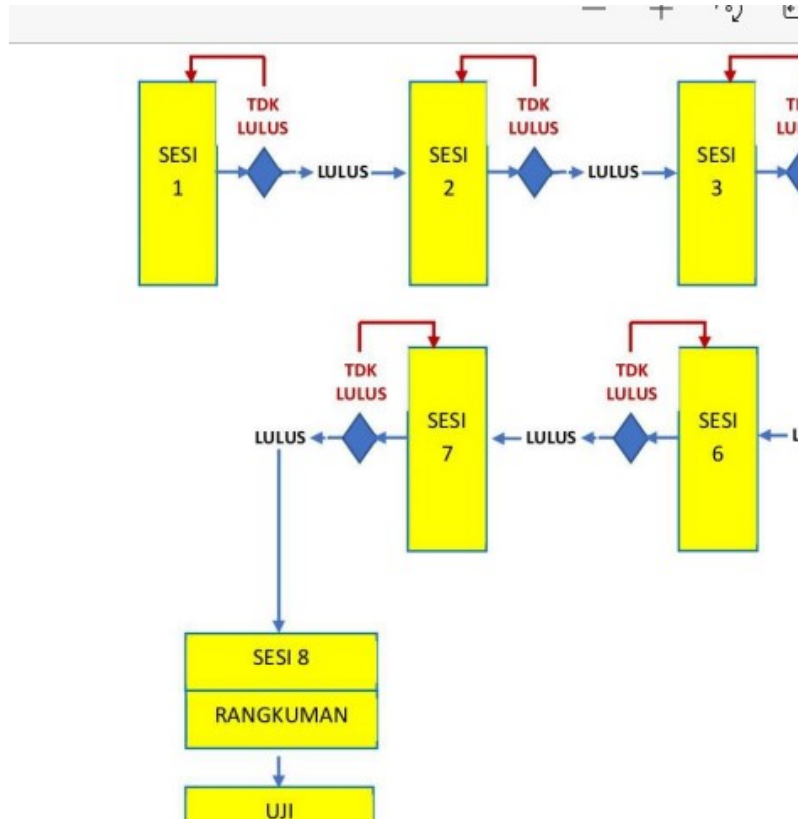 TDK
LULUS
SESI
1
LULUS
TDK
LULUS
SESI
2
LULUS
SESI
3
TDK
LULUS
SESI
7
LULUS
TDK
LULUS
SESI
6
LULUS
SESI 8
RANGKUMAN
UJI